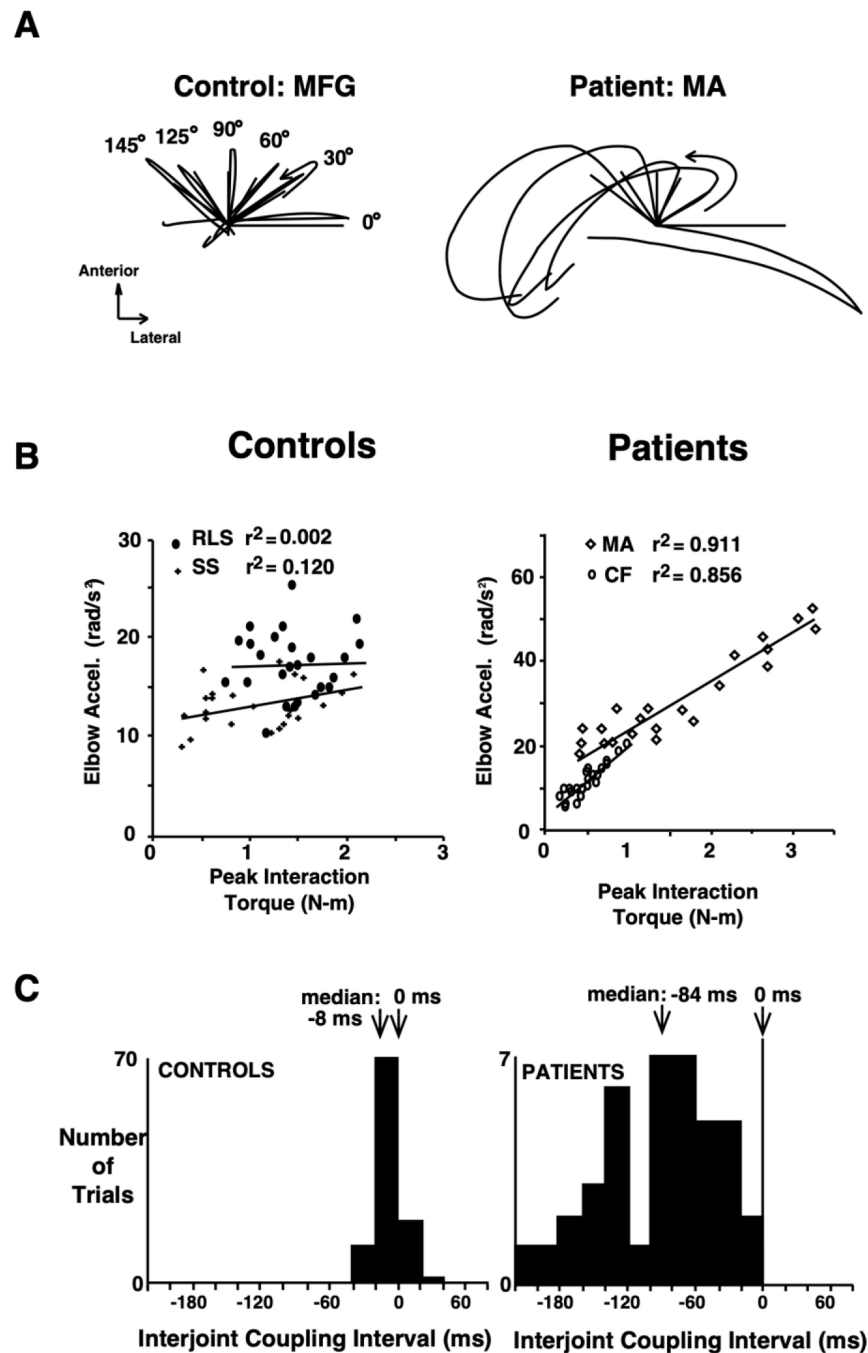 A
Control: MFG
Patient: MA
145° 125° 90° 60° 30° 0°
Anterior
Lateral
B
Controls
Patients
RLS r² = 0.002
SS r² = 0.120
30
20
10
0
Elbow Accel. (rad/s²)
0 1 2 3
Peak Interaction
Torque (N-m)
MA r² = 0.911
CF r² = 0.856
60
40
20
0
Elbow Accel. (rad/s²)
0 1 2 3
Peak Interaction
Torque (N-m)
C
median: 0 ms
-8 ms
70
CONTROLS
Number
of
Trials
0
-180 -120 -60 0 60
Interjoint Coupling Interval (ms)
median: -84 ms 0 ms
7
PATIENTS
0
-180 -120 -60 0 60
Interjoint Coupling Interval (ms)